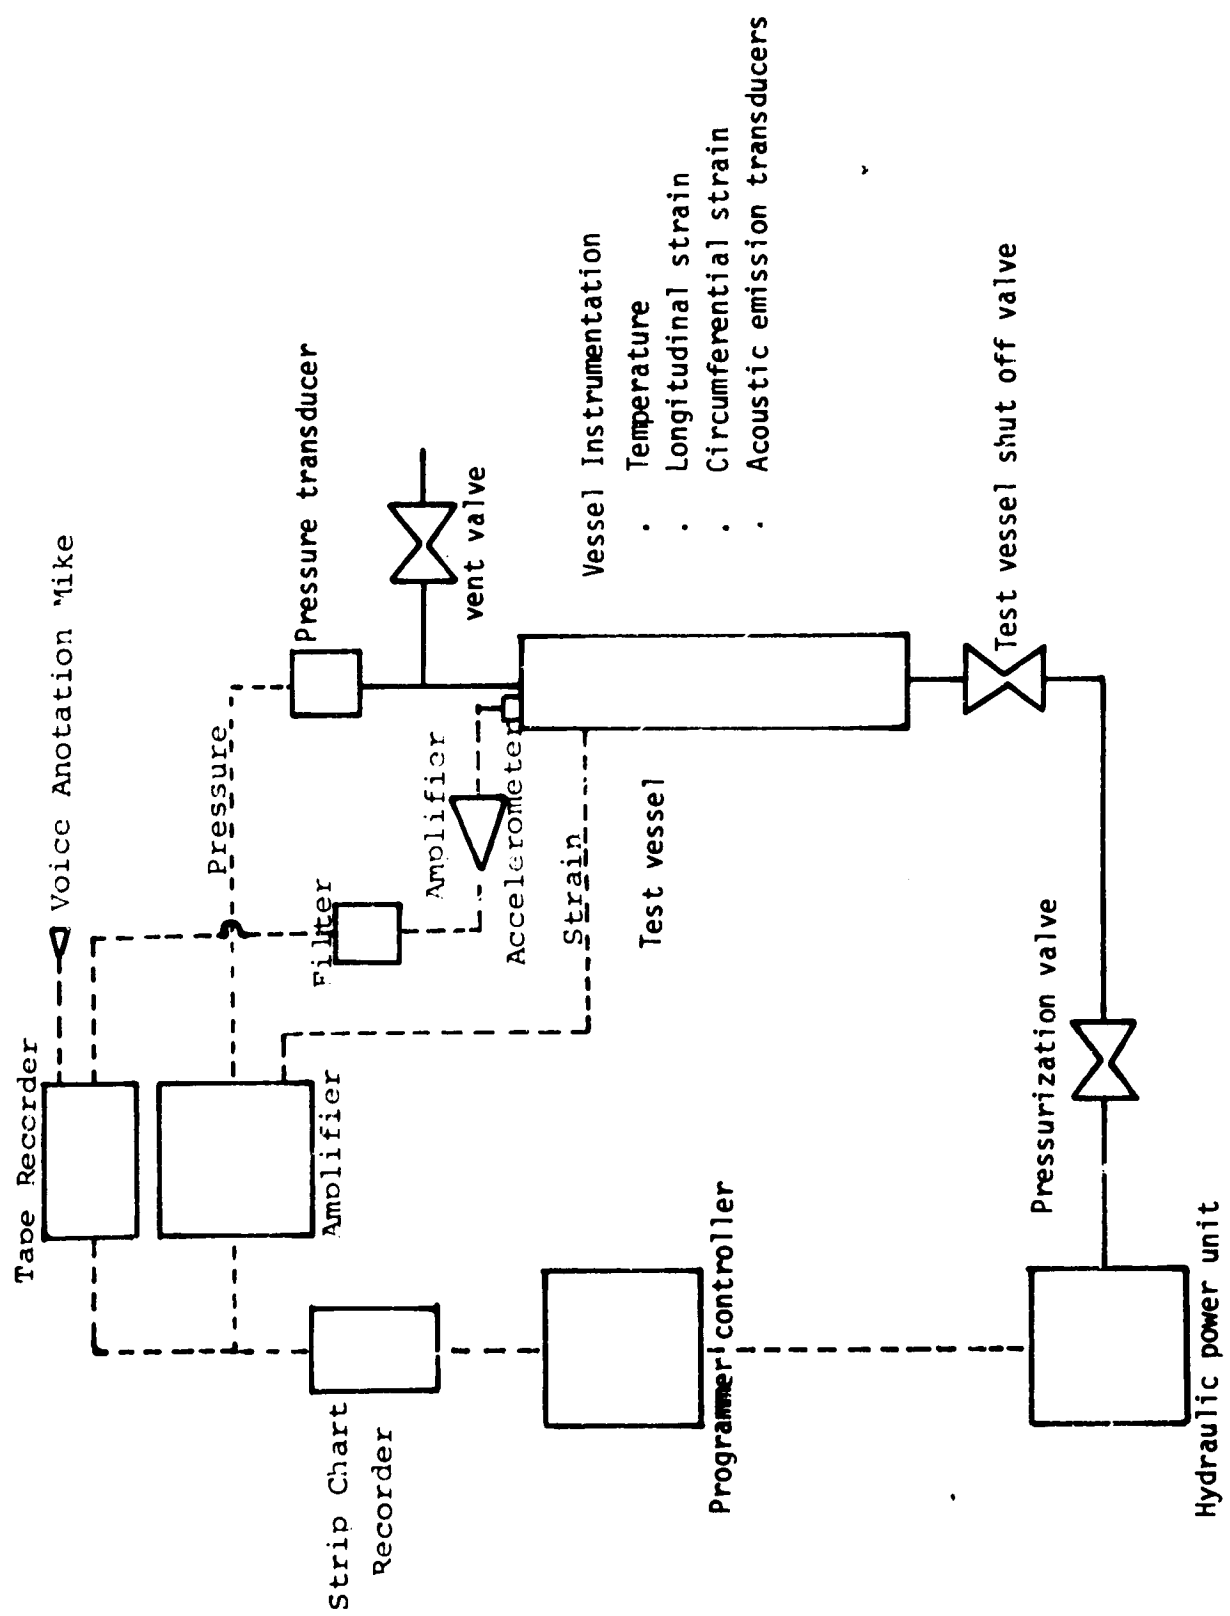 Tape Recorder
Voice Anotation Mike
Pressure
Pressure transducer
Amplifier
Filter
Amplifier
vent valve
Accelerometer
Strain
Strip Chart
Recorder
Test vessel
Vessel Instrumentation
· Temperature
· Longitudinal strain
· Circumferential strain
· Acoustic emission transducers
Programmer controller
Pressurization valve
Test vessel shut off valve
Hydraulic power unit